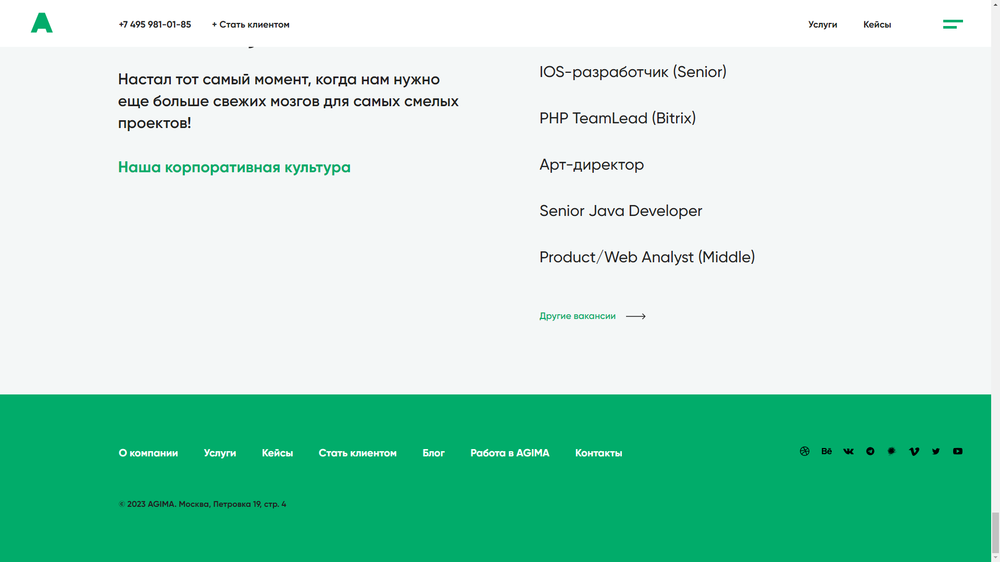 +7 495 981-01-85
+ Стать клиентом
Услуги
Кейсы
Настал тот самый момент, когда нам нужно
еще больше свежих мозгов для самых смелых
проектов!
Наша корпоративная культура
IOS-разработчик (Senior)
PHP TeamLead (Bitrix)
Арт-директор
Senior Java Developer
Product/Web Analyst (Middle)
Другие вакансии
О компании
Услуги
Кейсы
Стать клиентом
Блог
Работа в AGIMA
Контакты
© 2023 AGIMA. Москва, Петровка 19, стр. 4